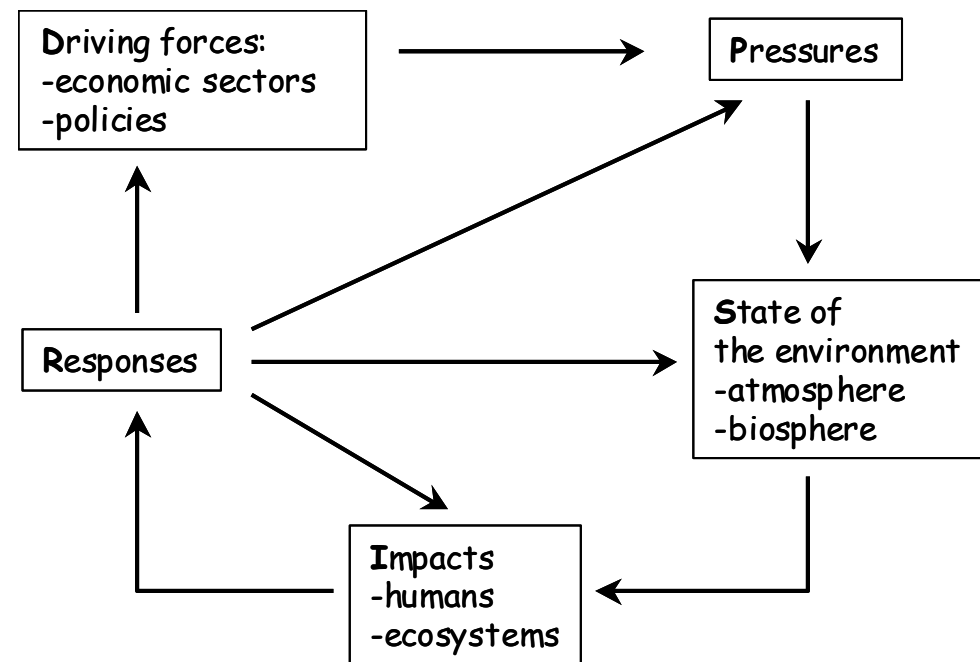 Driving forces:
-economic sectors
-policies
Pressures
Responses
State of
the environment
-atmosphere
-biosphere
Impacts
-humans
-ecosystems